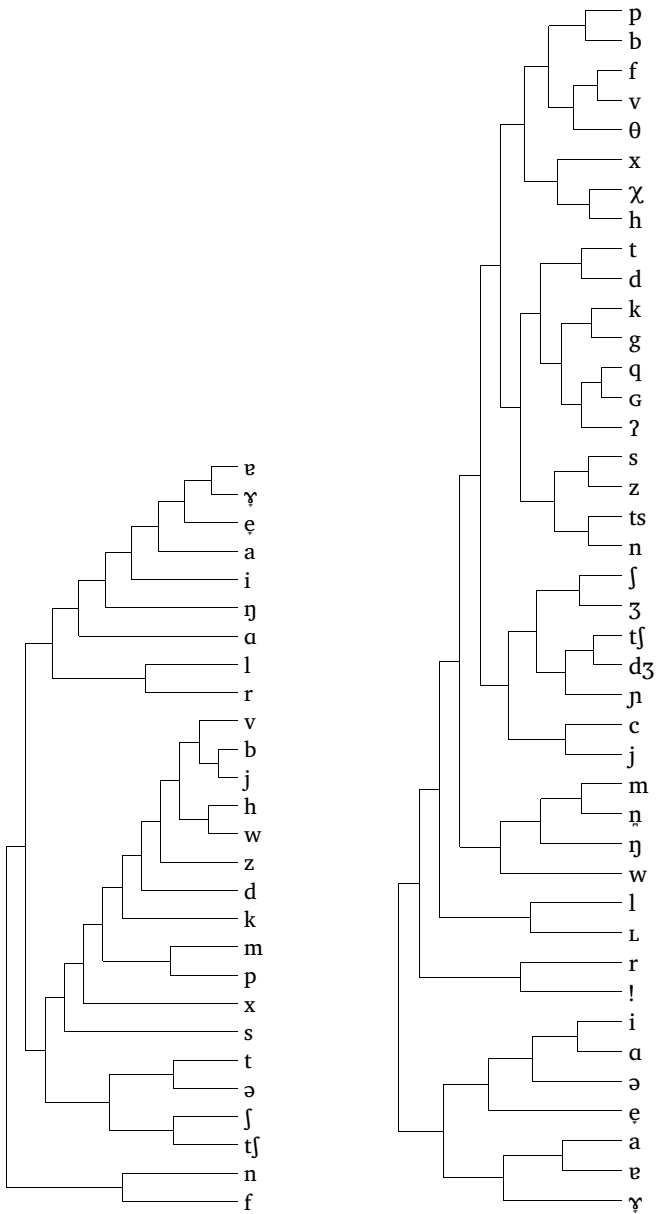 ɐ
ɤ̞
e̞
a
i
ŋ
ɑ
l
r
v
b
j
h
w
z
d
k
m
p
x
s
t
ə
ʃ
tʃ
n
f
p
b
f
v
θ
x
χ
h
t
d
k
g
q
ɢ
ʔ
s
z
ts
n
ʃ
ʒ
tʃ
dʒ
ɲ
c
j
m
n̪
ŋ
w
l
ʟ
r
!
i
ɑ
ə
e̞
a
ɐ
ɤ̞